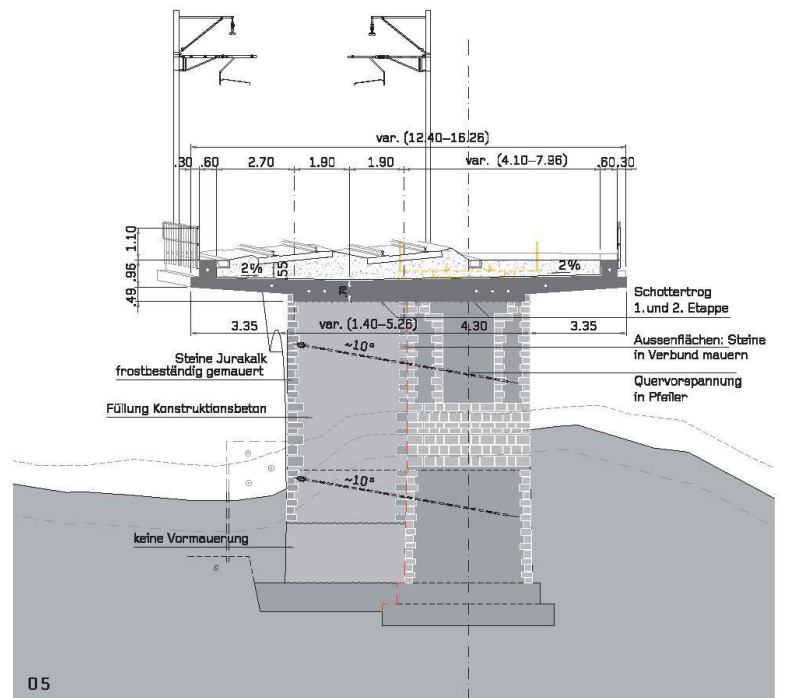 var. (12.40–16.26)
.30 .60 2.70 1.90 1.90 var. (4.10–7.96) .60 .30
1.10
.96
.49
2%
.55
2%
.70
3.35 var. (1.40–5.26) 4.30 3.35
Schottertrog
1. und 2. Etappe
Aussenflächen: Steine
in Verbund mauern
Quervorspannung
in Pfeiler
Steine Jurakalk
frostbeständig gemauert
~10°
Füllung Konstruktionsbeton
~10°
keine Vormauerung
05